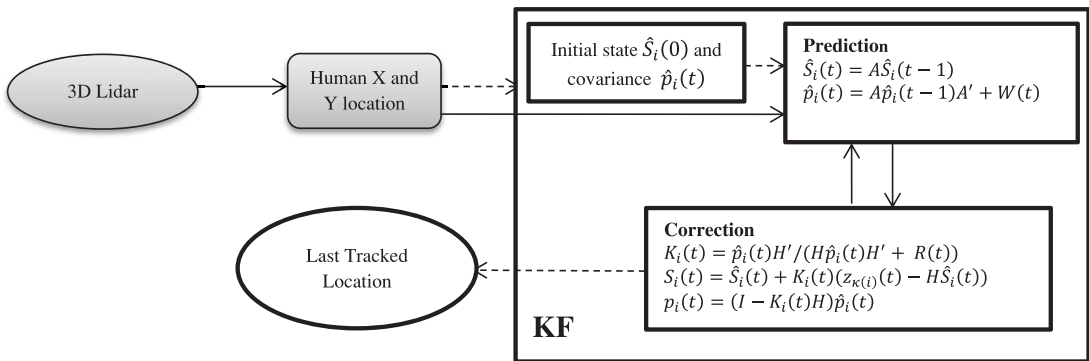 3D Lidar
Human X and
Y location
Initial state Ŝᵢ(0) and
covariance p̂ᵢ(t)
Prediction
Ŝᵢ(t) = AŜᵢ(t − 1)
p̂ᵢ(t) = Ap̂ᵢ(t − 1)A′ + W(t)
Correction
Kᵢ(t) = p̂ᵢ(t)H′/(Hp̂ᵢ(t)H′ + R(t))
Sᵢ(t) = Ŝᵢ(t) + Kᵢ(t)(z_κ(i)(t) − HŜᵢ(t))
pᵢ(t) = (I − Kᵢ(t)H)p̂ᵢ(t)
Last Tracked
Location
KF